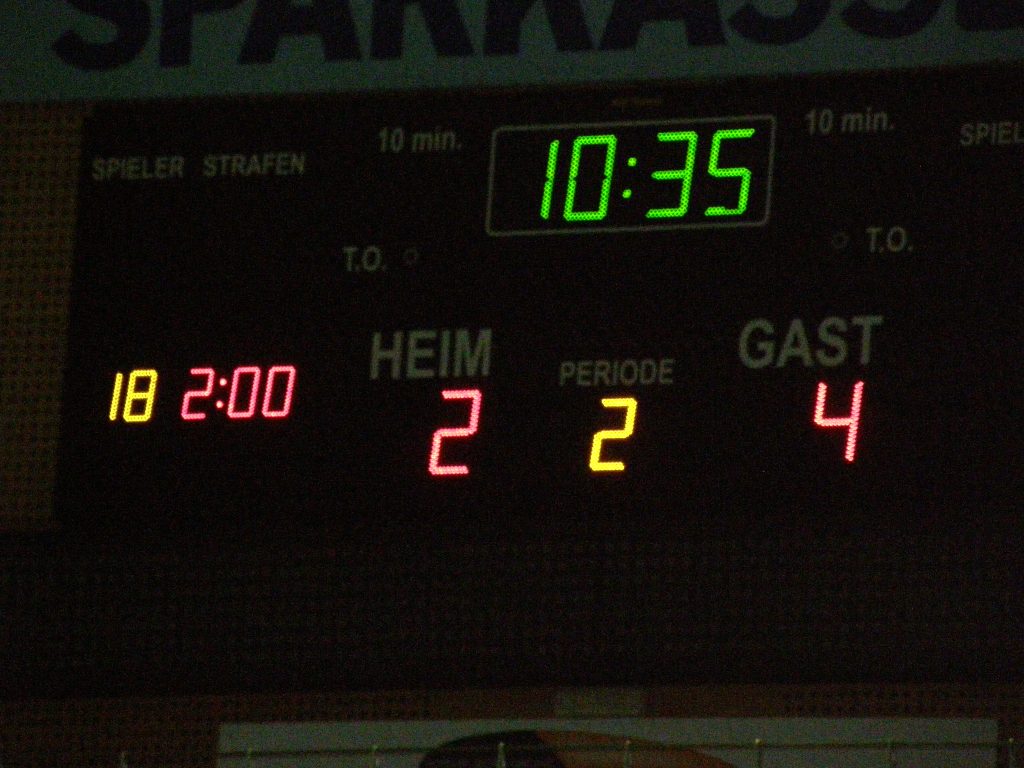 SPARKASSE
10 min. 10:35 10 min.
SPIELER STRAFEN SPIEL
T.O. T.O.
HEIM PERIODE GAST
18 2:00 2 2 4